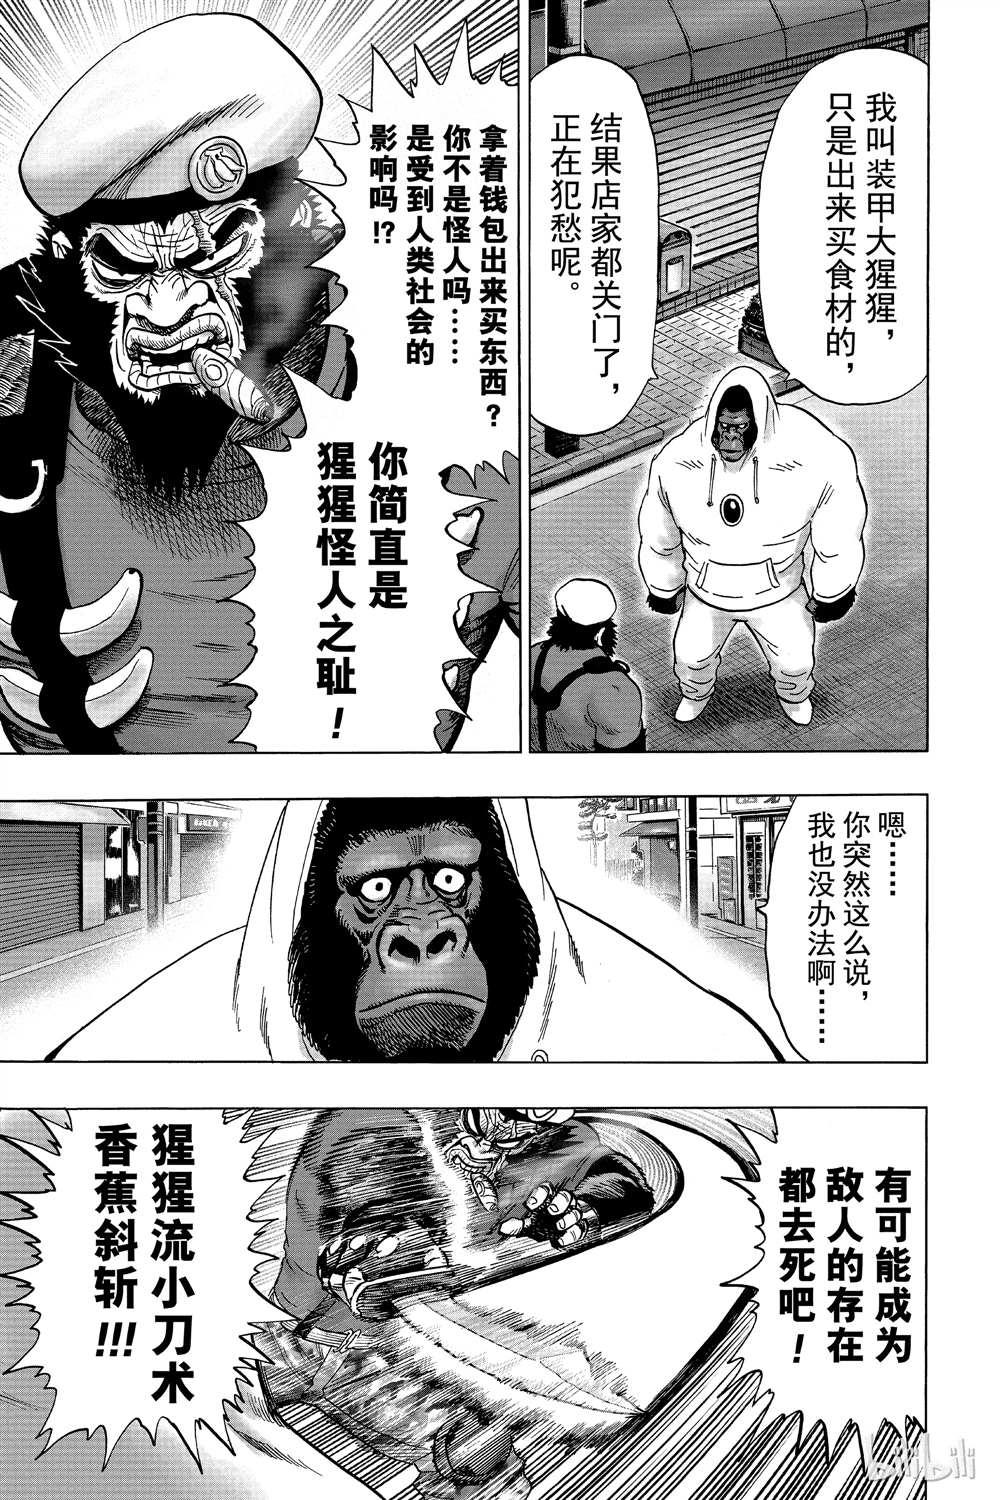 我叫装甲大猩猩，
只是出来买食材的，
结果店家都关门了，
正在犯愁呢。
拿着钱包出来买东西？
你不是怪人吗……
是受到人类社会的
影响吗！？
你简直是
猩猩怪人之耻！
嗯……
你突然这么说，
我也没办法啊……
有可能成为
敌人的存在
都去死吧！
猩猩流小刀术
香蕉斜斩！！！
bilibili